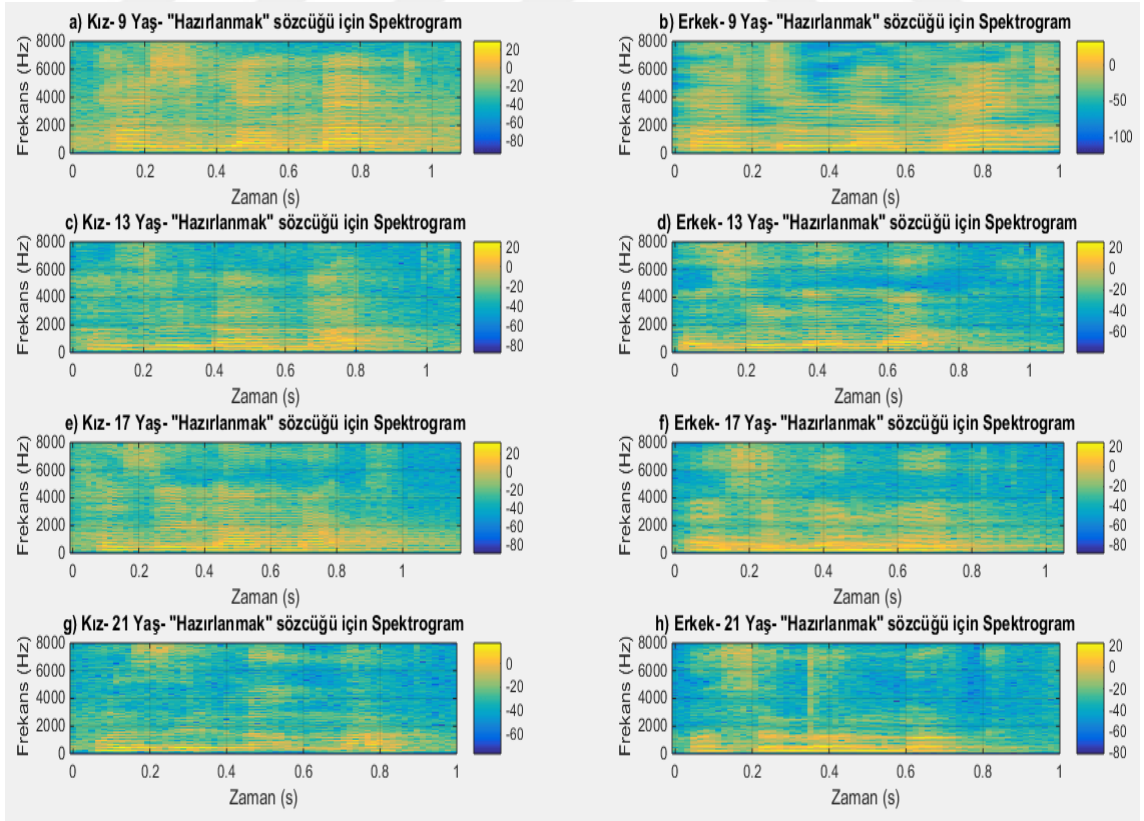 a) Kız- 9 Yaş- "Hazırlanmak" sözcüğü için Spektrogram
Frekans (Hz)
8000
6000
4000
2000
0
0 0.2 0.4 0.6 0.8 1
Zaman (s)
20
0
-20
-40
-60
-80
b) Erkek- 9 Yaş- "Hazırlanmak" sözcüğü için Spektrogram
Frekans (Hz)
8000
6000
4000
2000
0
0 0.2 0.4 0.6 0.8 1
Zaman (s)
0
-50
-100
c) Kız- 13 Yaş- "Hazırlanmak" sözcüğü için Spektrogram
Frekans (Hz)
8000
6000
4000
2000
0
0 0.2 0.4 0.6 0.8 1
Zaman (s)
20
0
-20
-40
-60
-80
d) Erkek- 13 Yaş- "Hazırlanmak" sözcüğü için Spektrogram
Frekans (Hz)
8000
6000
4000
2000
0
0 0.2 0.4 0.6 0.8 1
Zaman (s)
20
0
-20
-40
-60
e) Kız- 17 Yaş- "Hazırlanmak" sözcüğü için Spektrogram
Frekans (Hz)
8000
6000
4000
2000
0
0 0.2 0.4 0.6 0.8 1
Zaman (s)
20
0
-20
-40
-60
-80
f) Erkek- 17 Yaş- "Hazırlanmak" sözcüğü için Spektrogram
Frekans (Hz)
8000
6000
4000
2000
0
0 0.2 0.4 0.6 0.8 1
Zaman (s)
20
0
-20
-40
-60
-80
g) Kız- 21 Yaş- "Hazırlanmak" sözcüğü için Spektrogram
Frekans (Hz)
8000
6000
4000
2000
0
0 0.2 0.4 0.6 0.8 1
Zaman (s)
0
-20
-40
-60
h) Erkek- 21 Yaş- "Hazırlanmak" sözcüğü için Spektrogram
Frekans (Hz)
8000
6000
4000
2000
0
0 0.2 0.4 0.6 0.8 1
Zaman (s)
20
0
-20
-40
-60
-80